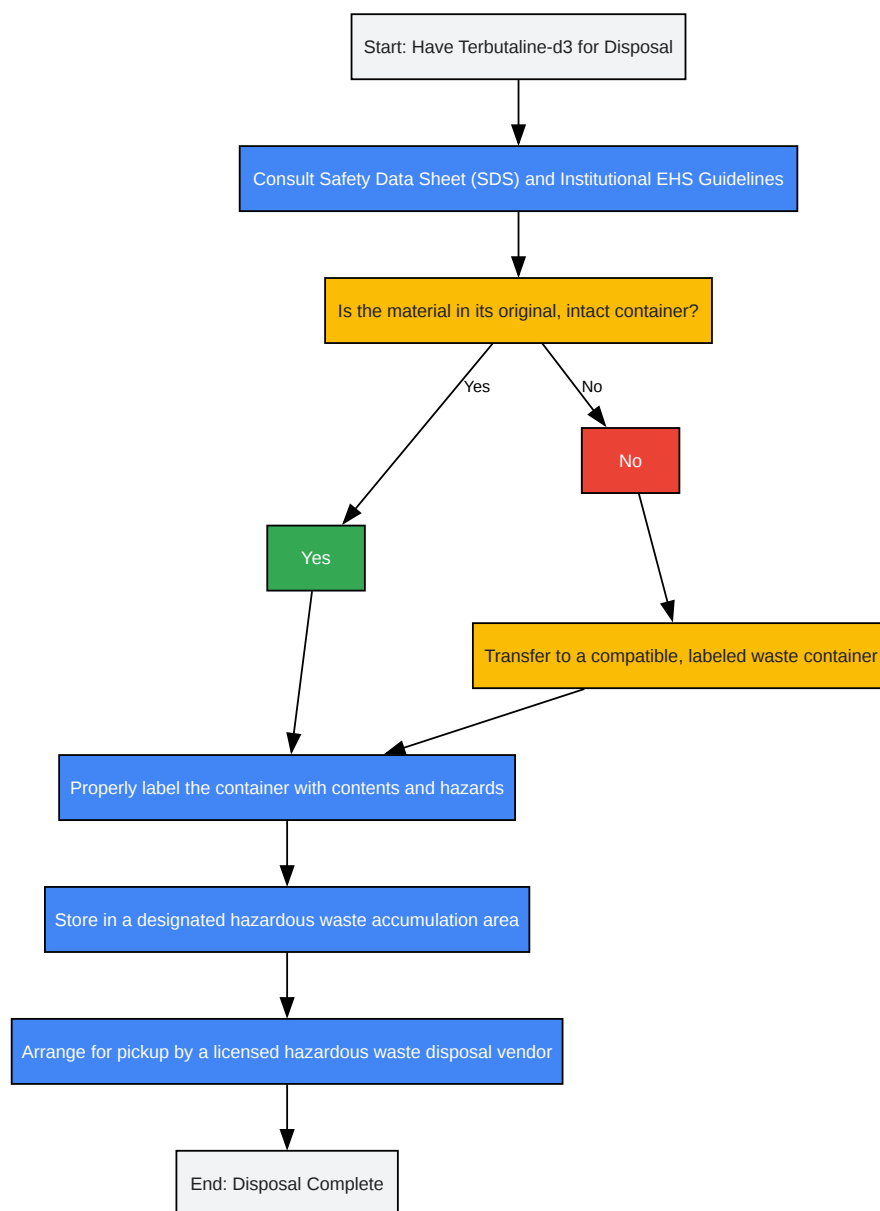 Start: Have Terbutaline-d3 for Disposal
Consult Safety Data Sheet (SDS) and Institutional EHS Guidelines
Is the material in its original, intact container?
Yes
No
No
Yes
Transfer to a compatible, labeled waste container
Properly label the container with contents and hazards
Store in a designated hazardous waste accumulation area
Arrange for pickup by a licensed hazardous waste disposal vendor
End: Disposal Complete